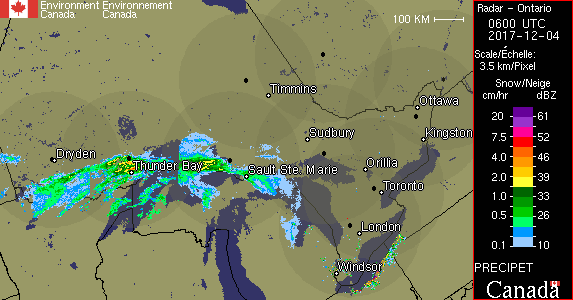 Environment Environnement
Canada Canada
100 KM
Timmins
Ottawa
Sudbury
Kingston
Dryden
Thunder Bay
Sault Ste. Marie
Orillia
Toronto
London
Windsor
Radar - Ontario
0600 UTC
2017-12-04
Scale/Échelle:
3.5 km/Pixel
Snow/Neige
cm/hr dBZ
20 61
7.5 52
4.0 46
2.0 39
1.0 33
0.5 26
0.1 10
PRECIPET
Canada